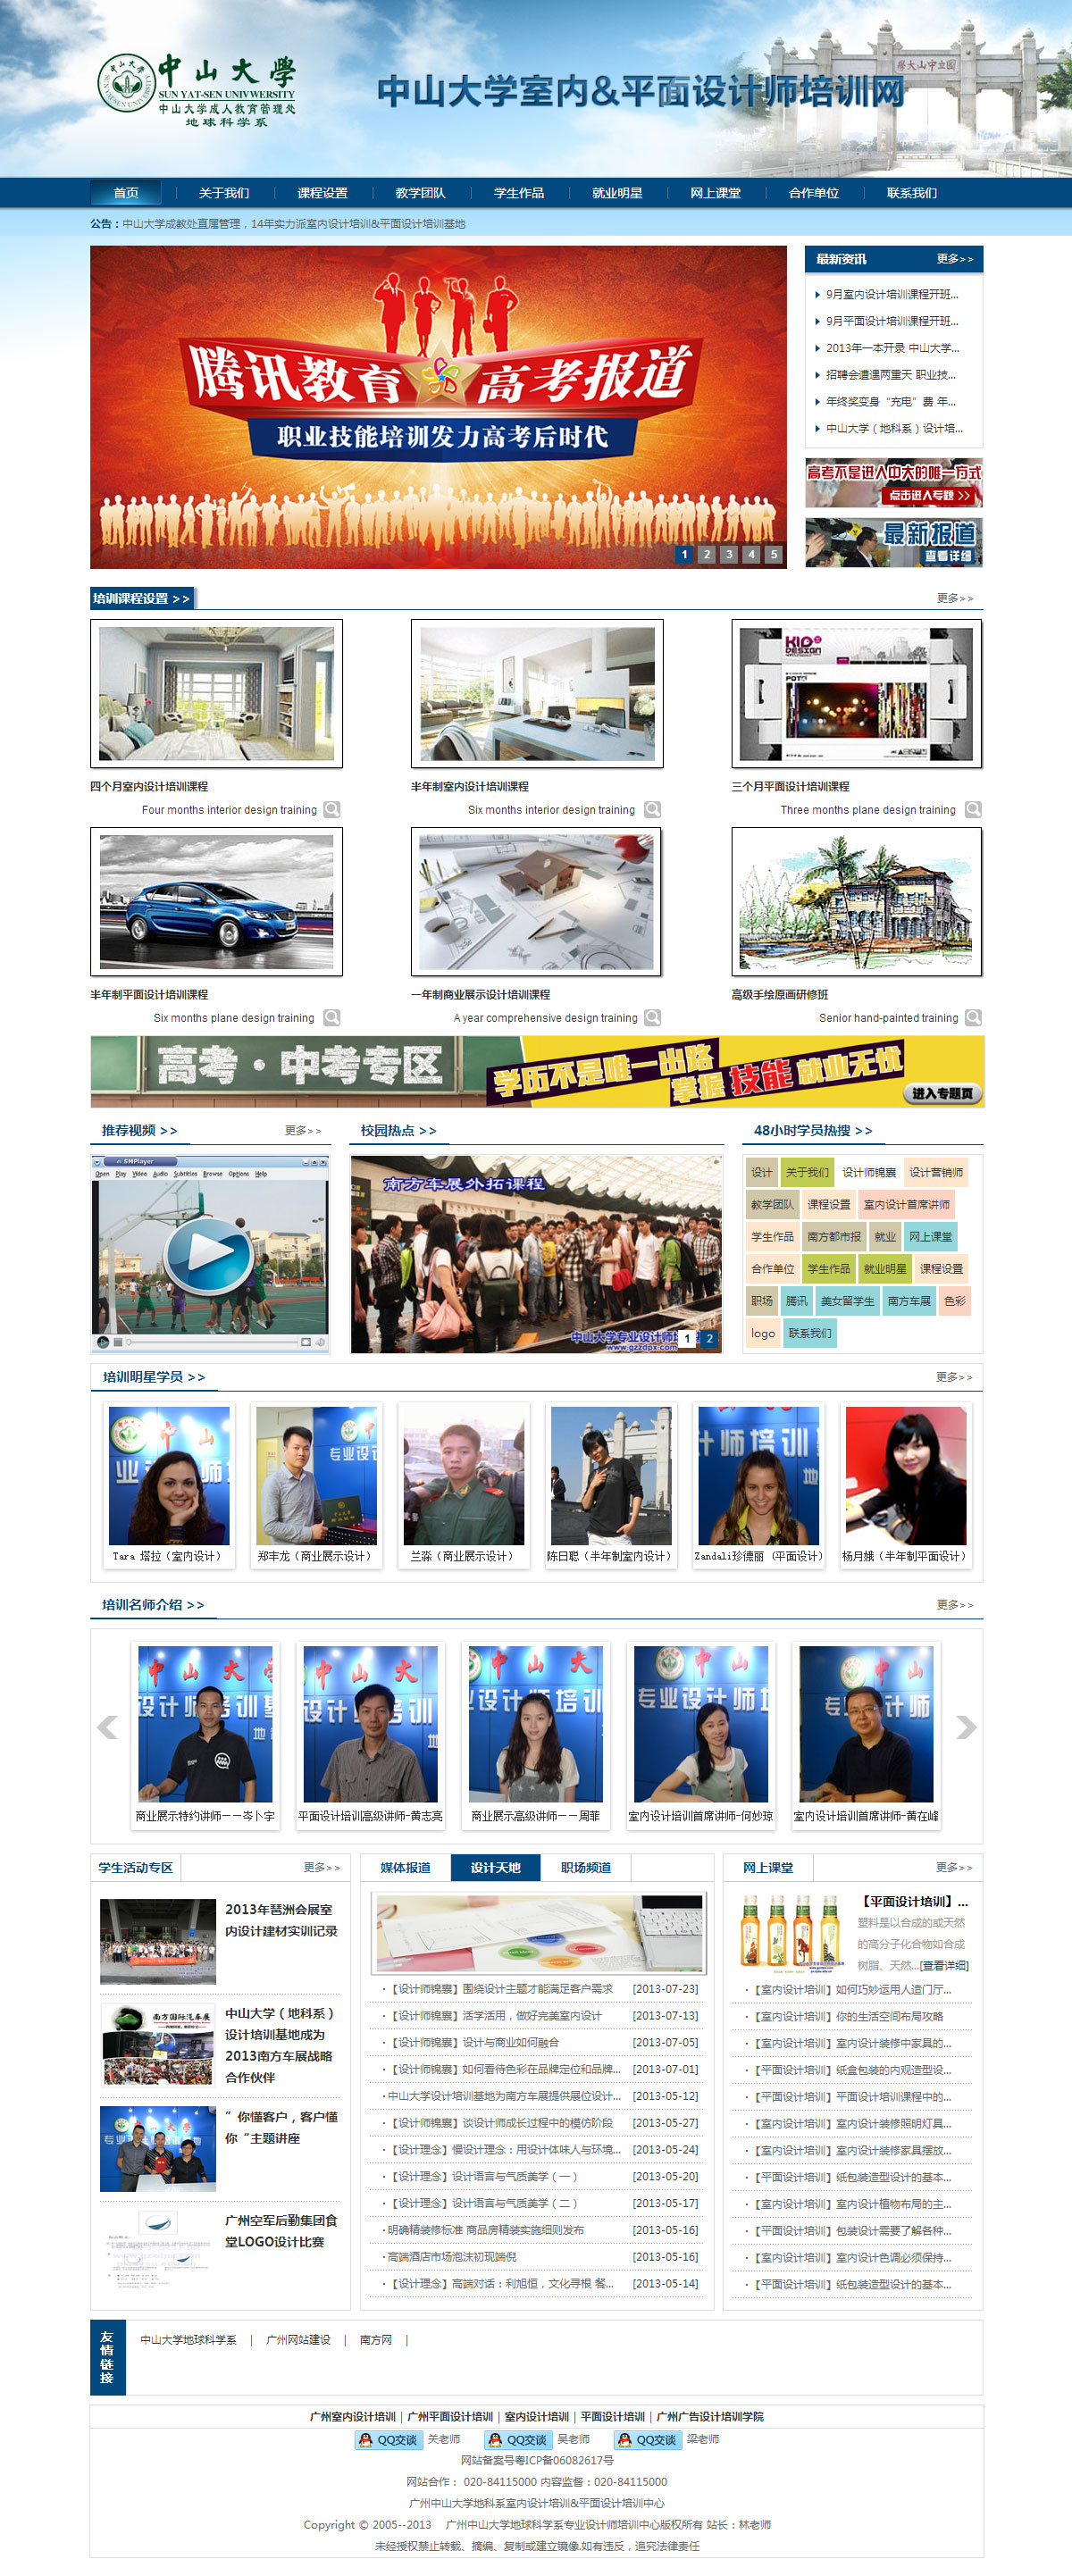 中山大学
SUN YAT-SEN UNIVERSITY
中山大学成人教育管理处
地球科学系
中山大学室内&平面设计师培训网
首页 关于我们 课程设置 教学团队 学生作品 就业明星 网上课堂 合作单位 联系我们
公告：中山大学成教处直属管理，14年实力派室内设计培训&平面设计培训基地
腾讯教育 高考报道
职业技能培训发力高考后时代
1 2 3 4 5
最新资讯 更多>>
9月室内设计培训课程开班...
9月平面设计培训课程开班...
2013年一本开录 中山大学...
招聘会遭遇两重天 职业技...
年终奖变身“充电”费 年...
中山大学（地科系）设计培...
高考不是进入中大的唯一方式
点击进入专题 >>
最新报道
查看详细
培训课程设置 >> 更多>>
KID DESIGN
四个月室内设计培训课程
Four months interior design training
半年制室内设计培训课程
Six months interior design training
三个月平面设计培训课程
Three months plane design training
半年制平面设计培训课程
Six months plane design training
一年制商业展示设计培训课程
A year comprehensive design training
高级手绘原画研修班
Senior hand-painted training
高考·中考专区
学历不是唯一出路
掌握技能就业无忧
进入专题页
推荐视频 >> 更多>>
SMPlayer
Open Play Video Audio Subtitles Browse Options Help
校园热点 >>
南方车展外拓课程
www.gzzdpx.com
1 2
48小时学员热搜 >>
设计 关于我们 设计师锦囊 设计营销师
教学团队 课程设置 室内设计首席讲师
学生作品 南方都市报 就业 网上课堂
合作单位 学生作品 就业明星 课程设置
职场 腾讯 美女留学生 南方车展 色彩
logo 联系我们
培训明星学员 >> 更多>>
Tara 塔拉（室内设计）
郑丰龙（商业展示设计）
兰淼（商业展示设计）
陈日聪（半年制室内设计）
Zandali珍德丽（平面设计）
杨月娥（半年制平面设计）
培训名师介绍 >> 更多>>
商业展示特约讲师——岑卜宇
平面设计培训高级讲师-黄志亮
商业展示高级讲师——周菲
室内设计培训首席讲师-何妙琼
室内设计培训首席讲师-黄在峰
学生活动专区 更多>>
2013年琶洲会展室
内设计建材实训记录
中山大学（地科系）
设计培训基地成为
2013南方车展战略
合作伙伴
”你懂客户，客户懂
你“主题讲座
广州空军后勤集团食
堂LOGO设计比赛
媒体报道 设计天地 职场频道
·【设计师锦囊】围绕设计主题才能满足客户需求 [2013-07-23]
·【设计师锦囊】活学活用，做好完美室内设计 [2013-07-13]
·【设计师锦囊】设计与商业如何融合 [2013-07-05]
·【设计师锦囊】如何看待色彩在品牌定位和品牌... [2013-07-01]
·中山大学设计培训基地为南方车展提供展位设计... [2013-05-12]
·【设计师锦囊】谈设计师成长过程中的模仿阶段 [2013-05-27]
·【设计理念】慢设计理念：用设计体味人与环境... [2013-05-24]
·【设计理念】设计语言与气质美学（一） [2013-05-20]
·【设计理念】设计语言与气质美学（二） [2013-05-17]
·明确精装修标准 商品房精装实施细则发布 [2013-05-16]
·高端酒店市场泡沫初现端倪 [2013-05-16]
·【设计理念】高端对话：利旭恒，文化寻根 餐... [2013-05-14]
网上课堂 更多>>
【平面设计培训】...
塑料是以合成的或天然
的高分子化合物如合成
树脂、天然...[查看详细]
·【室内设计培训】如何巧妙运用人造门厅...
·【室内设计培训】你的生活空间布局攻略
·【室内设计培训】室内设计装修中家具的...
·【平面设计培训】纸盒包装的内观造型设...
·【平面设计培训】平面设计培训课程中的...
·【室内设计培训】室内设计装修照明灯具...
·【室内设计培训】室内设计装修家具摆放...
·【平面设计培训】纸包装造型设计的基本...
·【室内设计培训】室内设计植物布局的主...
·【平面设计培训】包装设计需要了解各种...
·【室内设计培训】室内设计色调必须保持...
·【平面设计培训】纸包装造型设计的基本...
友情链接
中山大学地球科学系 | 广州网站建设 | 南方网 |
广州室内设计培训 | 广州平面设计培训 | 室内设计培训 | 平面设计培训 | 广州广告设计培训学院
QQ交谈 关老师 QQ交谈 吴老师 QQ交谈 梁老师
网站备案号粤ICP备06082617号
网站合作： 020-84115000 内容监督：020-84115000
广州中山大学地科系室内设计培训&平面设计培训中心
Copyright © 2005--2013 广州中山大学地球科学系专业设计师培训中心版权所有 站长：林老师
未经授权禁止转载、摘编、复制或建立镜像.如有违反，追究法律责任